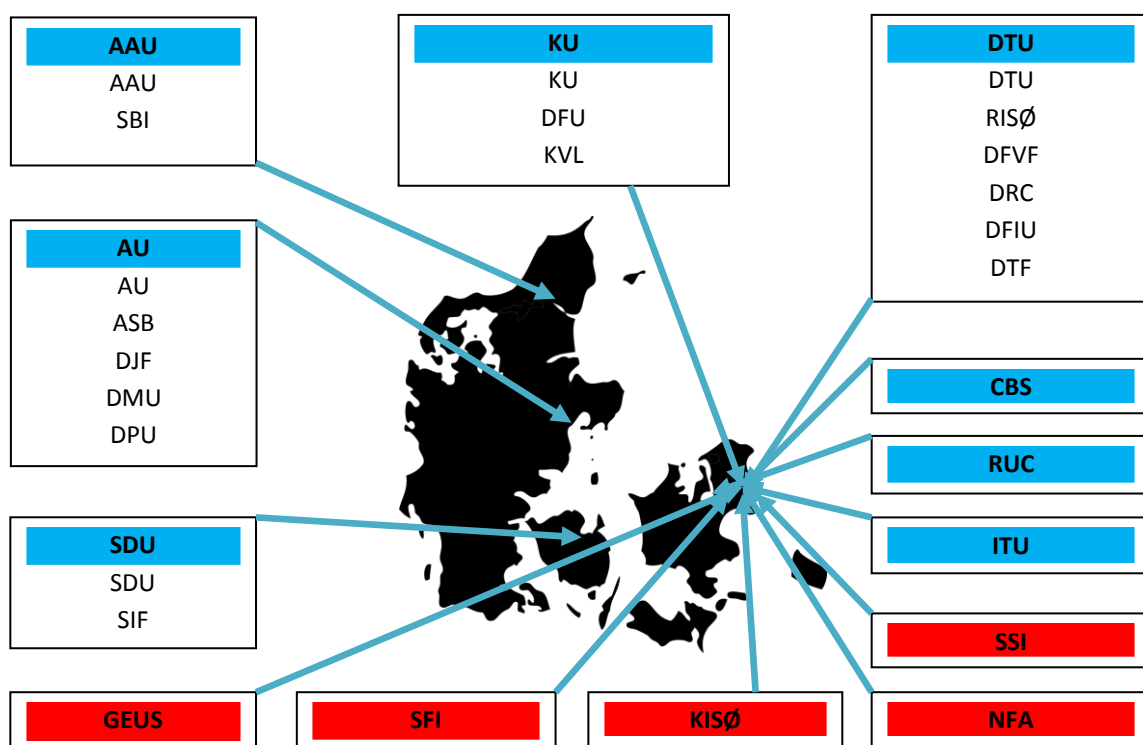 AAU
AAU
SBI
KU
KU
DFU
KVL
DTU
DTU
RISØ
DFVF
DRC
DFIU
DTF
AU
AU
ASB
DJF
DMU
DPU
CBS
RUC
SDU
SDU
SIF
ITU
SSI
GEUS
SFI
KISØ
NFA